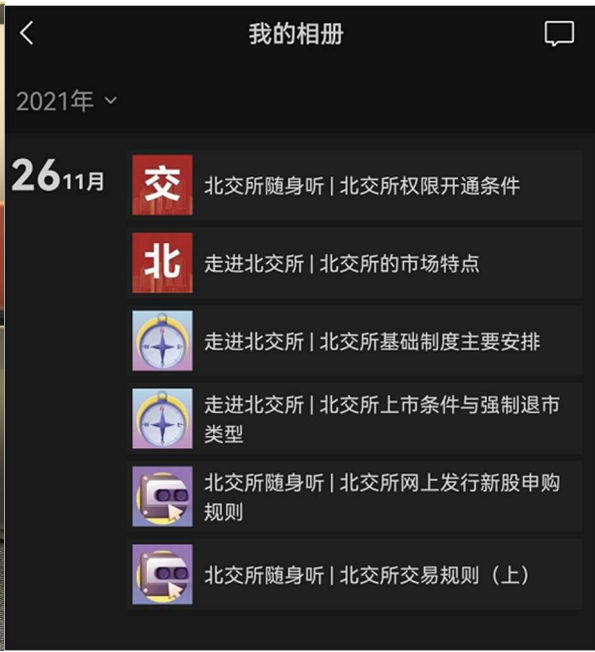 我的相册
2021年
26 11月
交
北交所随身听 | 北交所权限开通条件
北
走进北交所 | 北交所的市场特点
走进北交所 | 北交所基础制度主要安排
走进北交所 | 北交所上市条件与强制退市
类型
北交所随身听 | 北交所网上发行新股申购
规则
北交所随身听 | 北交所交易规则（上）